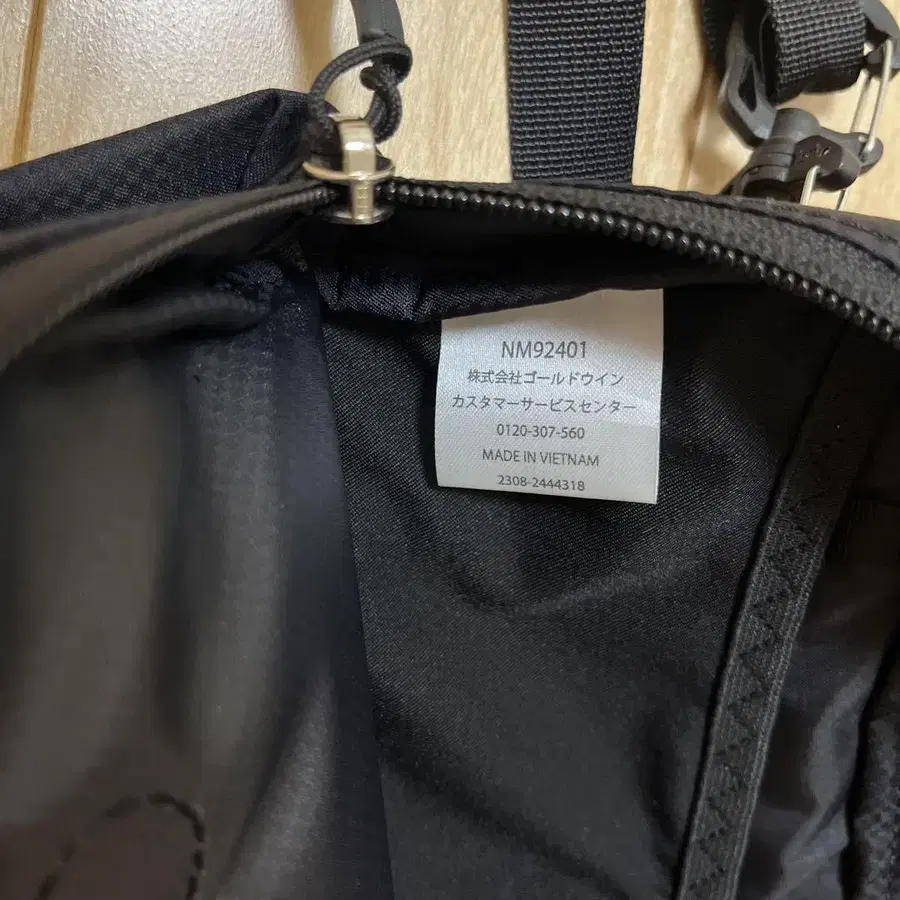 NM92401
株式会社ゴールドウイン
カスタマーサービスセンター
0120-307-560
MADE IN VIETNAM
2308-2444318